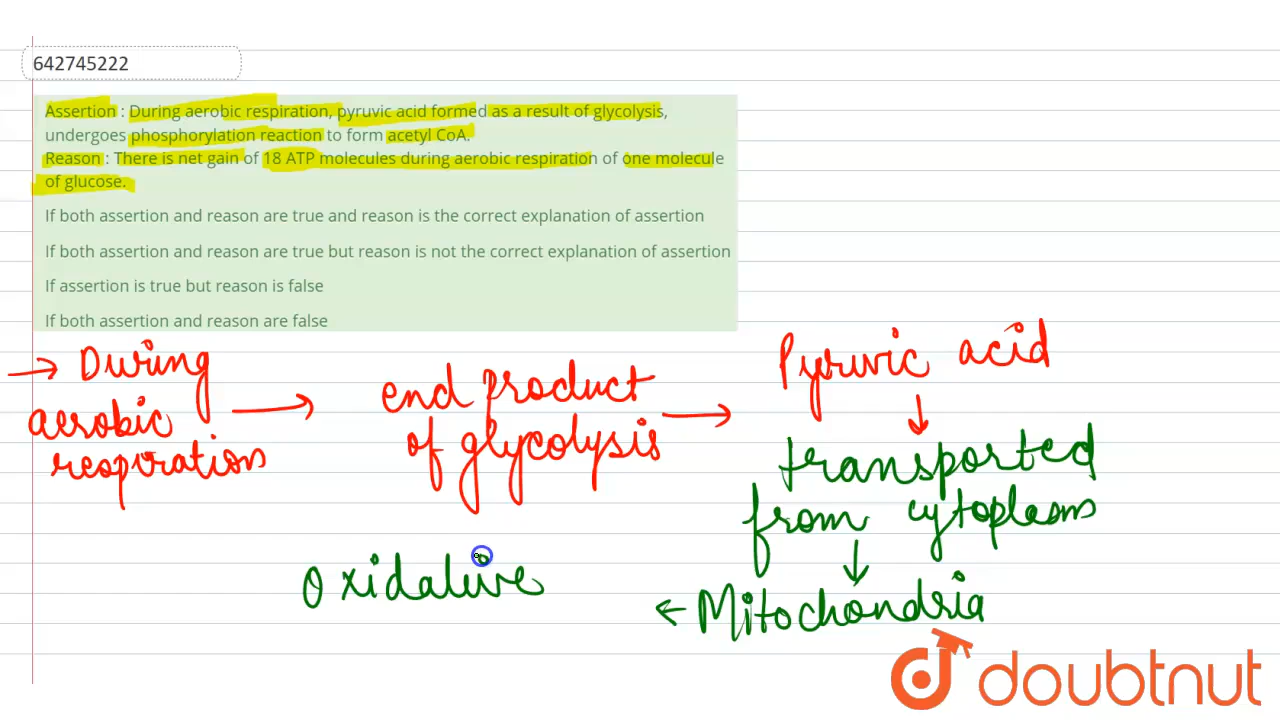 642745222
Assertion : During aerobic respiration, pyruvic acid formed as a result of glycolysis,
undergoes phosphorylation reaction to form acetyl CoA.
Reason : There is net gain of 18 ATP molecules during aerobic respiration of one molecule
of glucose.
If both assertion and reason are true and reason is the correct explanation of assertion
If both assertion and reason are true but reason is not the correct explanation of assertion
If assertion is true but reason is false
If both assertion and reason are false
→ During
aerobic
respiration
→ end product
of glycolysis
→ Pyruvic acid
↓
transported
from cytoplasm
↓
← Mitochondria
Oxidative
doubtnut